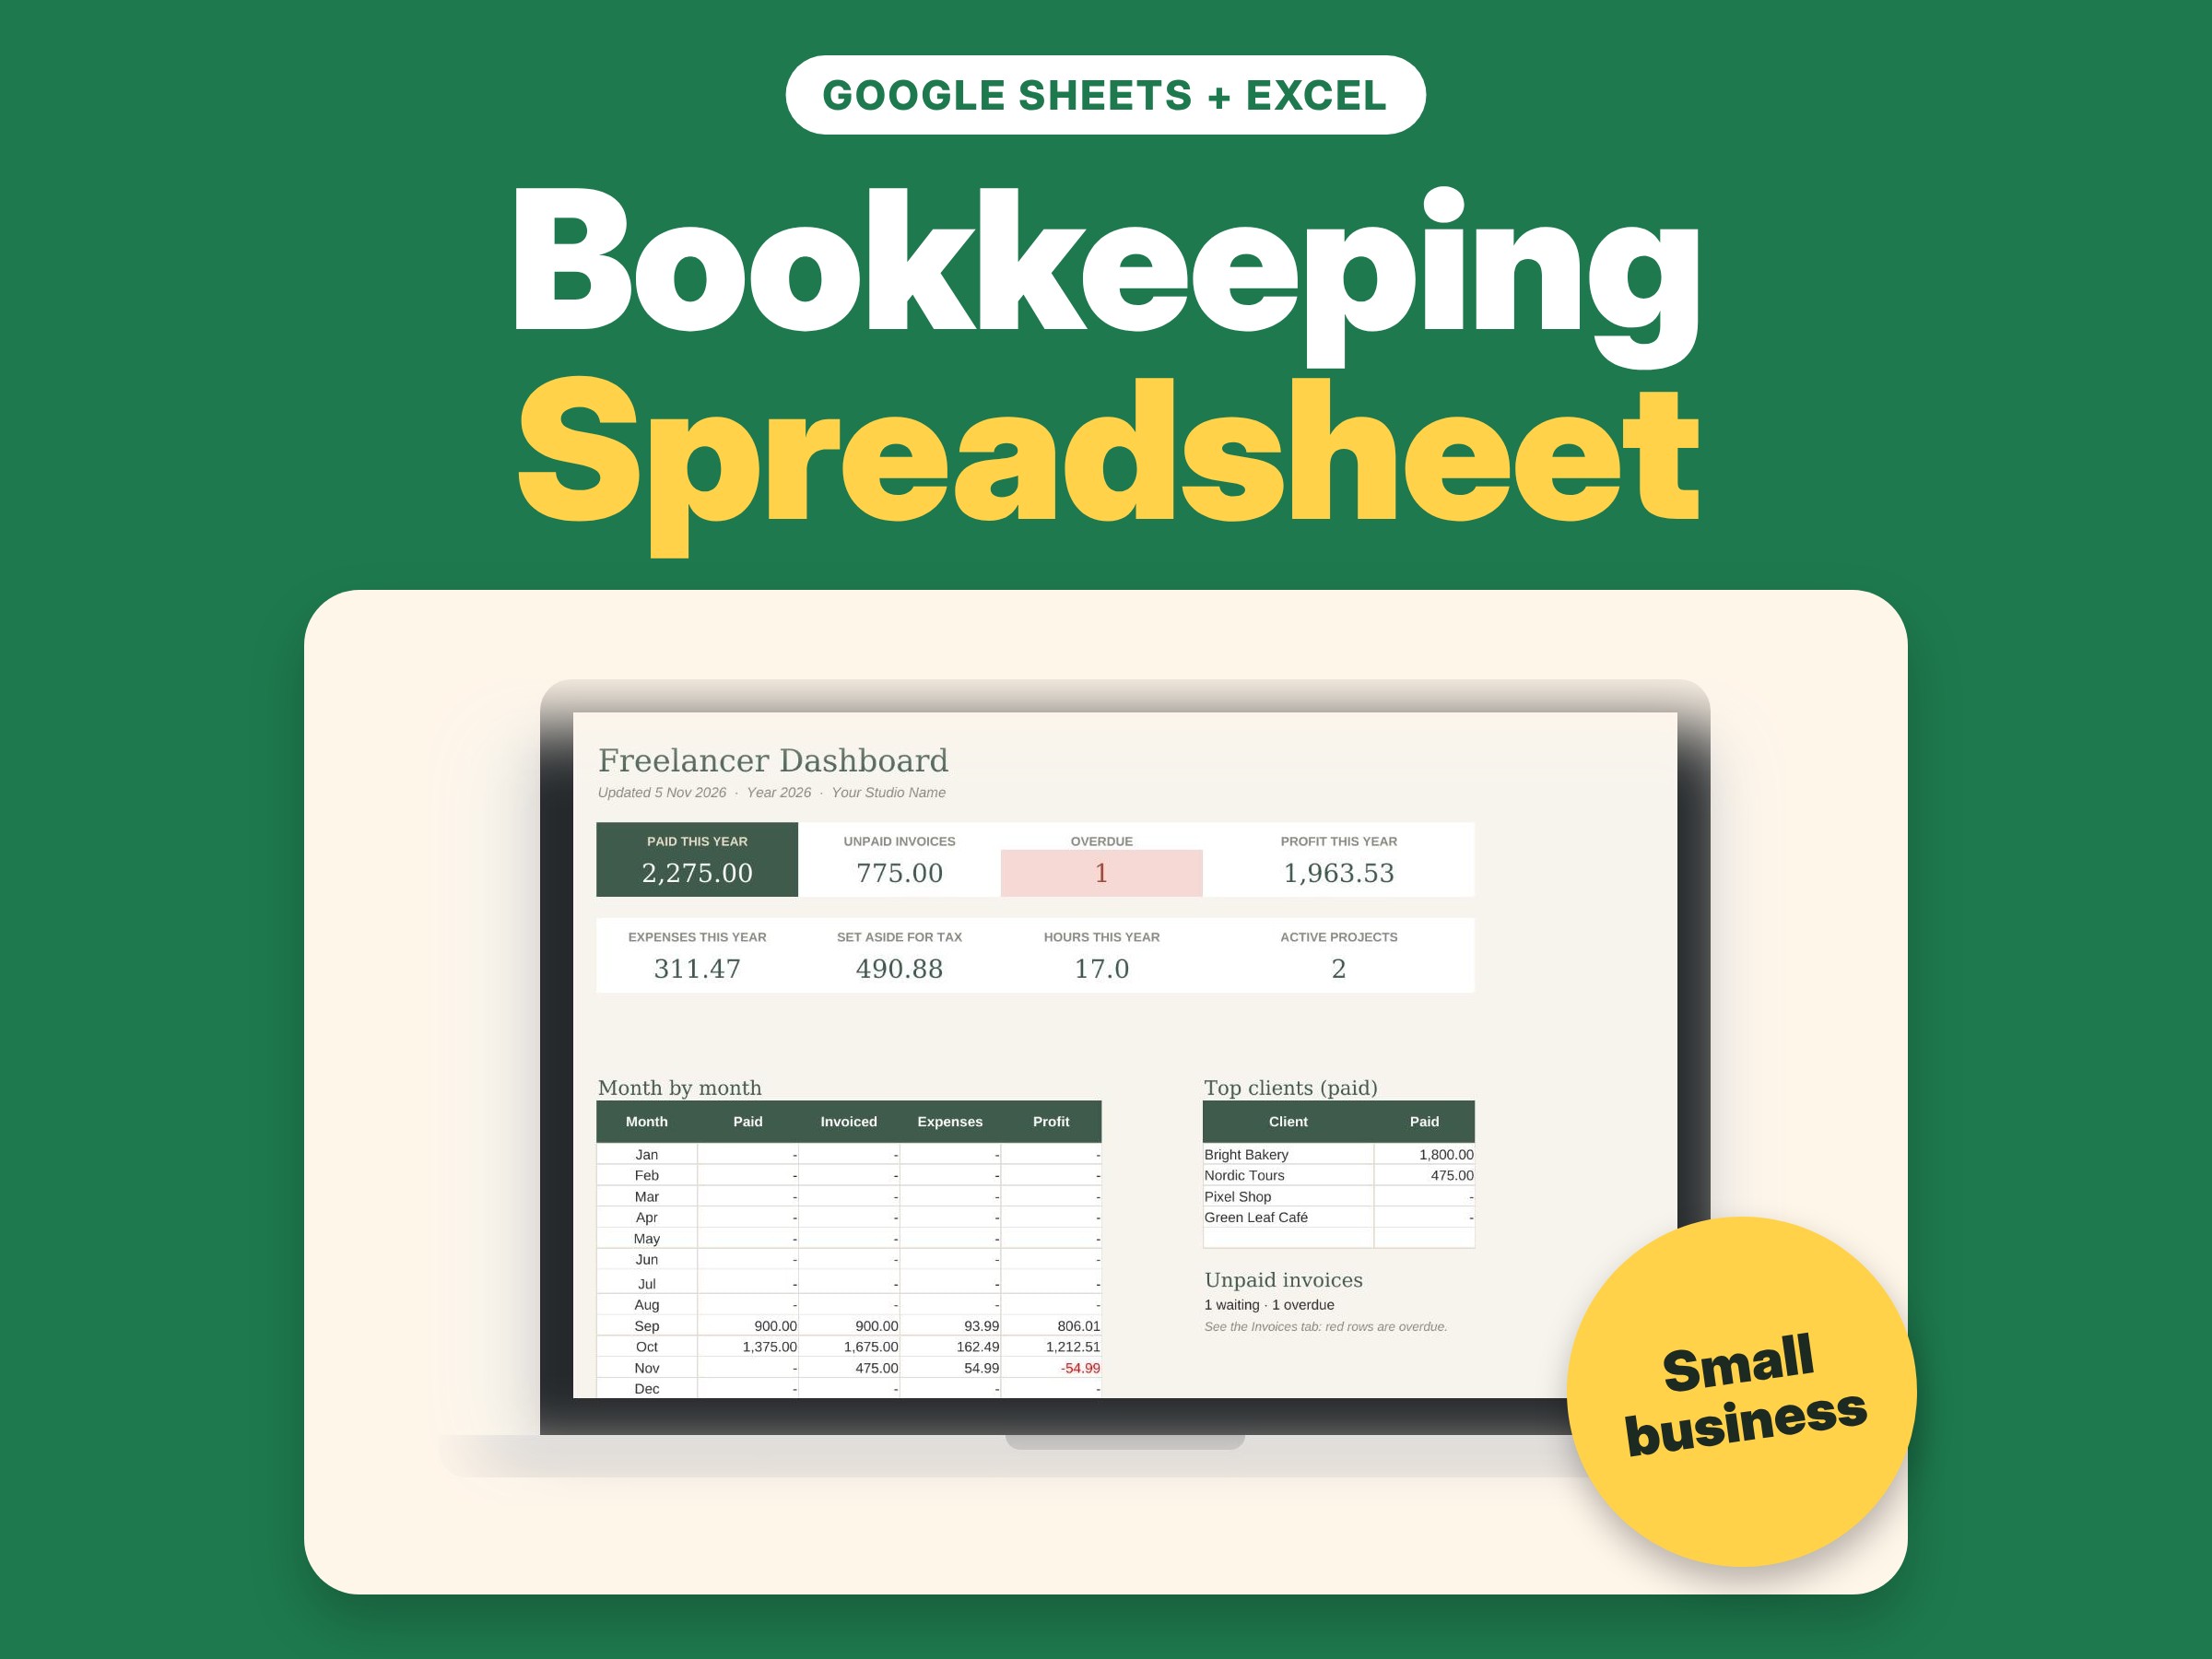 GOOGLE SHEETS + EXCEL
Bookkeeping
Spreadsheet
Freelancer Dashboard
Updated 5 Nov 2026 · Year 2026 · Your Studio Name
PAID THIS YEAR UNPAID INVOICES OVERDUE PROFIT THIS YEAR
2,275.00 775.00 1 1,963.53
EXPENSES THIS YEAR SET ASIDE FOR TAX HOURS THIS YEAR ACTIVE PROJECTS
311.47 490.88 17.0 2
Month by month
Month Paid Invoiced Expenses Profit
Jan - - - -
Feb - - - -
Mar - - - -
Apr - - - -
May - - - -
Jun - - - -
Jul - - - -
Aug - - - -
Sep 900.00 900.00 93.99 806.01
Oct 1,375.00 1,675.00 162.49 1,212.51
Nov - 475.00 54.99 -54.99
Dec - - - -
Top clients (paid)
Client Paid
Bright Bakery 1,800.00
Nordic Tours 475.00
Pixel Shop -
Green Leaf Café -
Unpaid invoices
1 waiting · 1 overdue
See the Invoices tab: red rows are overdue.
Small
business